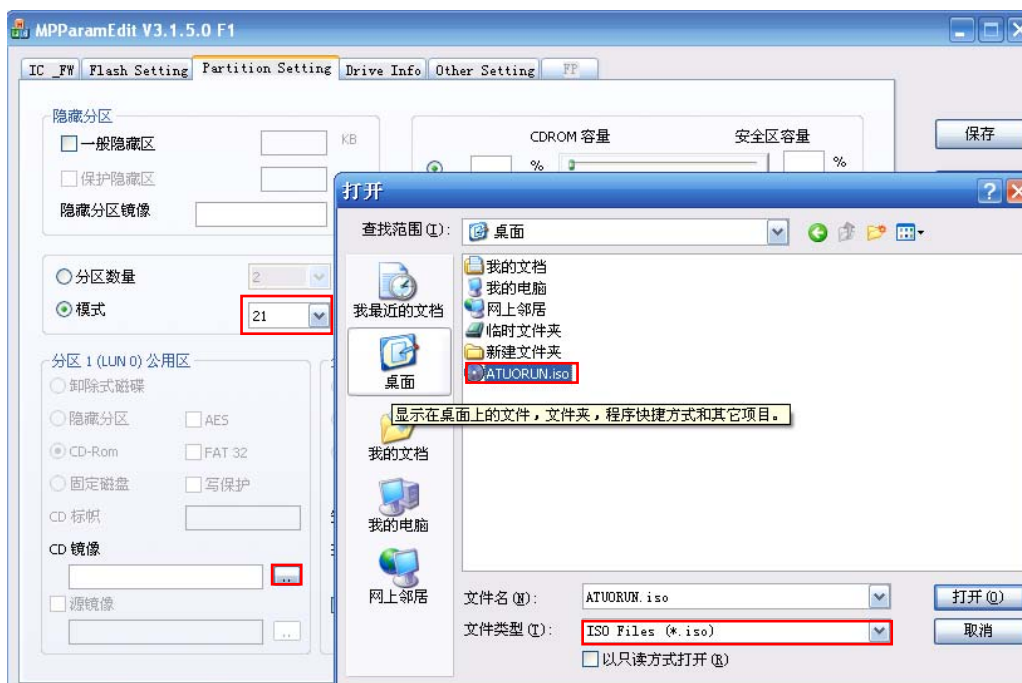 MPParamEdit V3.1.5.0 F1
IC _FW Flash Setting Partition Setting Drive Info Other Setting FP
隐藏分区
一般隐藏区 KB
保护隐藏区
隐藏分区镜像
CDROM 容量 安全区容量
% %
保存
分区数量 2
模式 21
分区 1 (LUN 0) 公用区
卸除式磁碟
隐藏分区 AES
CD-Rom FAT 32
固定磁盘 写保护
CD 标帜
CD 镜像
..
源镜像
..
打开
查找范围(I): 桌面
我最近的文档
桌面
我的文档
我的电脑
网上邻居
我的文档
我的电脑
网上邻居
临时文件夹
新建文件夹
ATUORUN.iso
显示在桌面上的文件，文件夹，程序快捷方式和其它项目。
文件名(N): ATUORUN.iso 打开(O)
文件类型(T): ISO Files (*.iso) 取消
以只读方式打开(R)